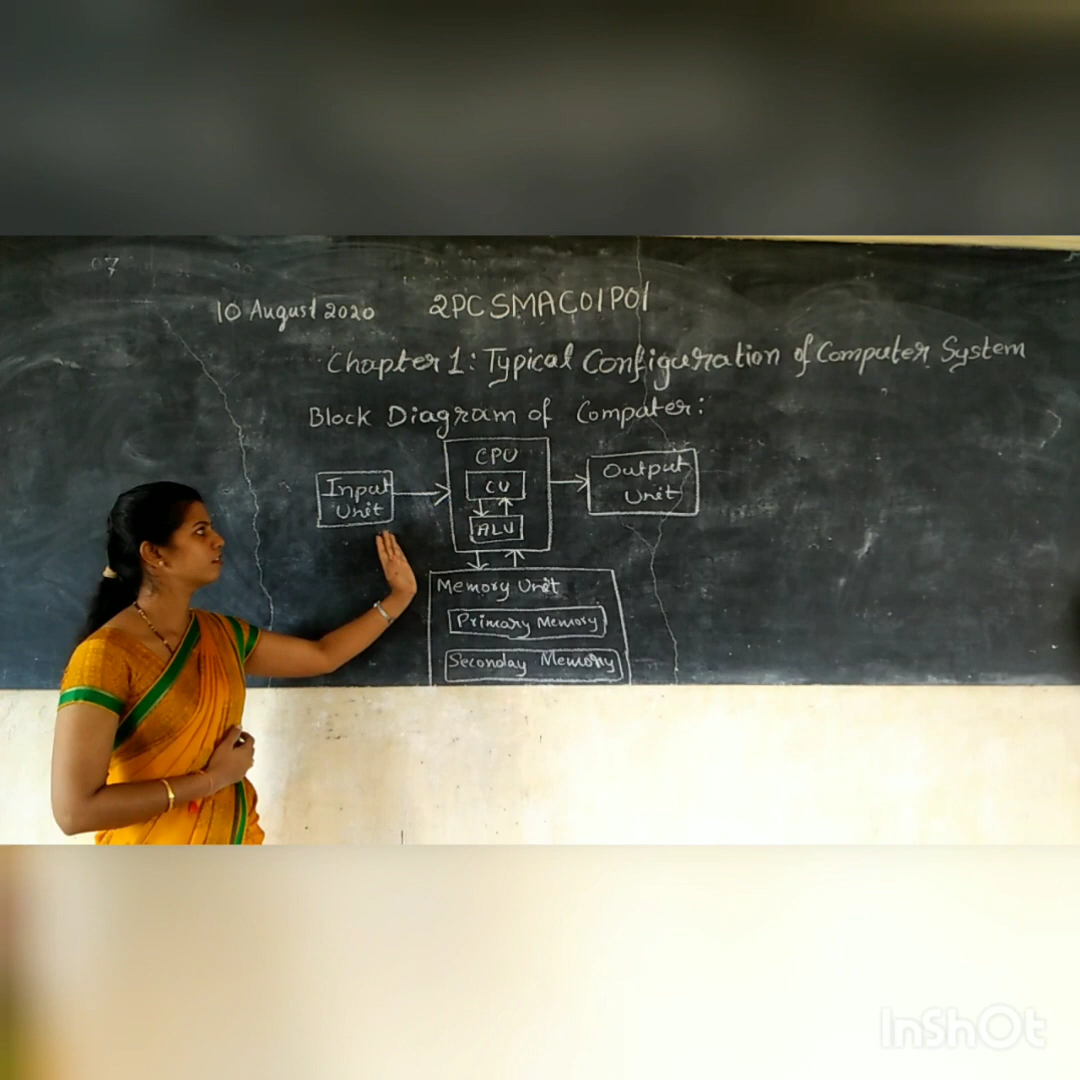 07
10 August 2020 2PCSMAC01P01
Chapter 1: Typical Configuration of Computer System
Block Diagram of Computer:
Input
Unit
CPU
CU
ALU
Output
Unit
Memory Unit
Primary Memory
Seconday Memory
InShOt